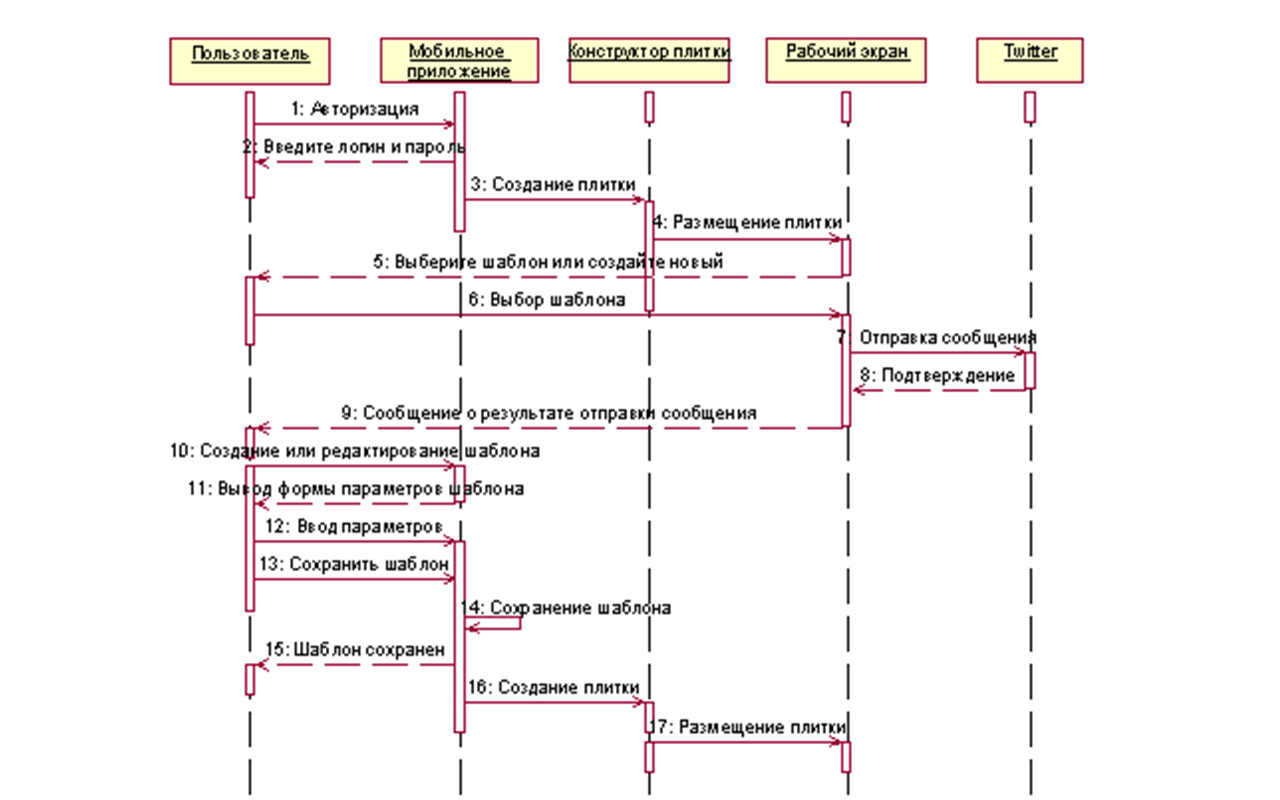 Пользователь
Мобильное
приложение
Конструктор плитки
Рабочий экран
Twitter
1: Авторизация
2: Введите логин и пароль
3: Создание плитки
4: Размещение плитки
5: Выберите шаблон или создайте новый
6: Выбор шаблона
7: Отправка сообщения
8: Подтверждение
9: Сообщение о результате отправки сообщения
10: Создание или редактирование шаблона
11: Вывод формы параметров шаблона
12: Ввод параметров
13: Сохранить шаблон
14: Сохранение шаблона
15: Шаблон сохранен
16: Создание плитки
17: Размещение плитки